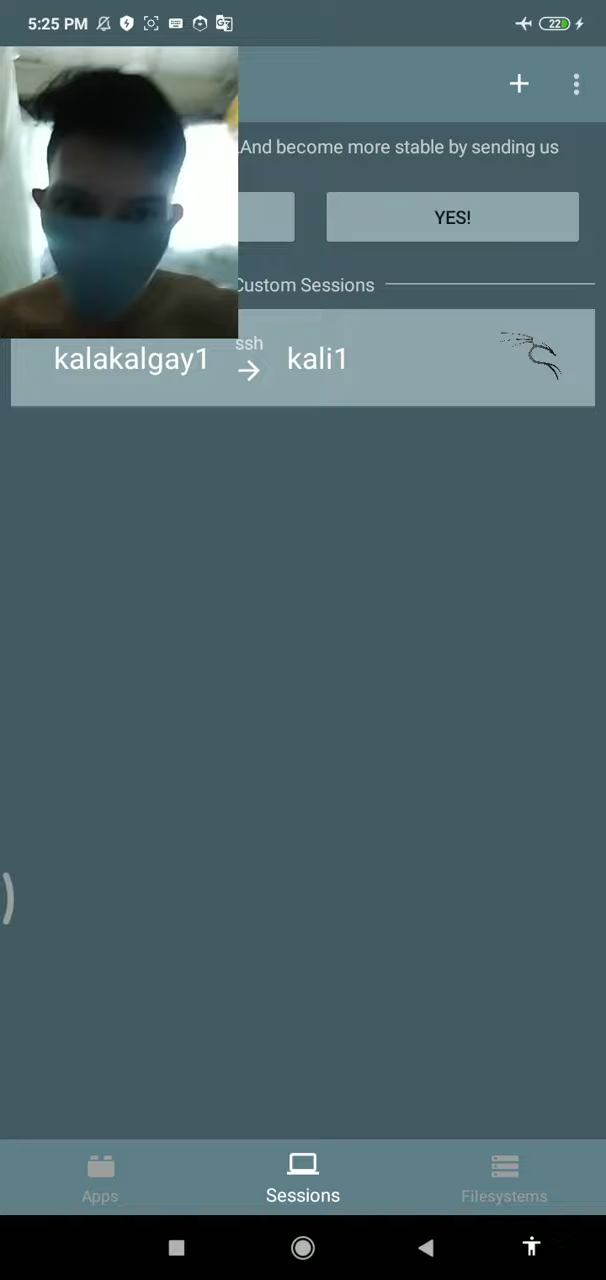 5:25 PM
22
.And become more stable by sending us
YES!
Custom Sessions
kalakalgay1
ssh
kali1
Apps
Sessions
Filesystems